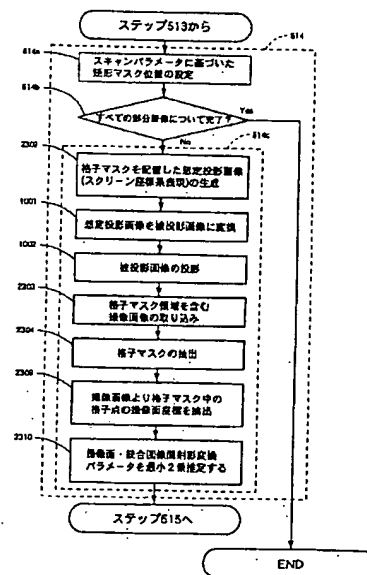 ステップ513から
514
514a
スキャンパラメータに基づいた
矩形マスク位置の設定
514b
すべての部分画像について完了?
Yes
No
514c
2302
格子マスクを配置した想定投影画像
(スクリーン座標系表現)の生成
1001
想定投影画像を被投影画像に変換
1002
被投影画像の投影
2303
格子マスク領域を含む
撮像画像の取り込み
2304
格子マスクの抽出
2309
撮像画像より格子マスク中の
格子点の撮像面座標を抽出
2310
撮像面・統合画像間射影変換
パラメータを最小2乗推定する
ステップ515へ
END